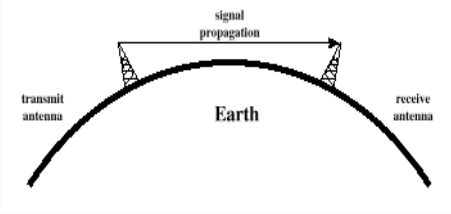 signal
propagation
transmit
antenna
Earth
receive
antenna